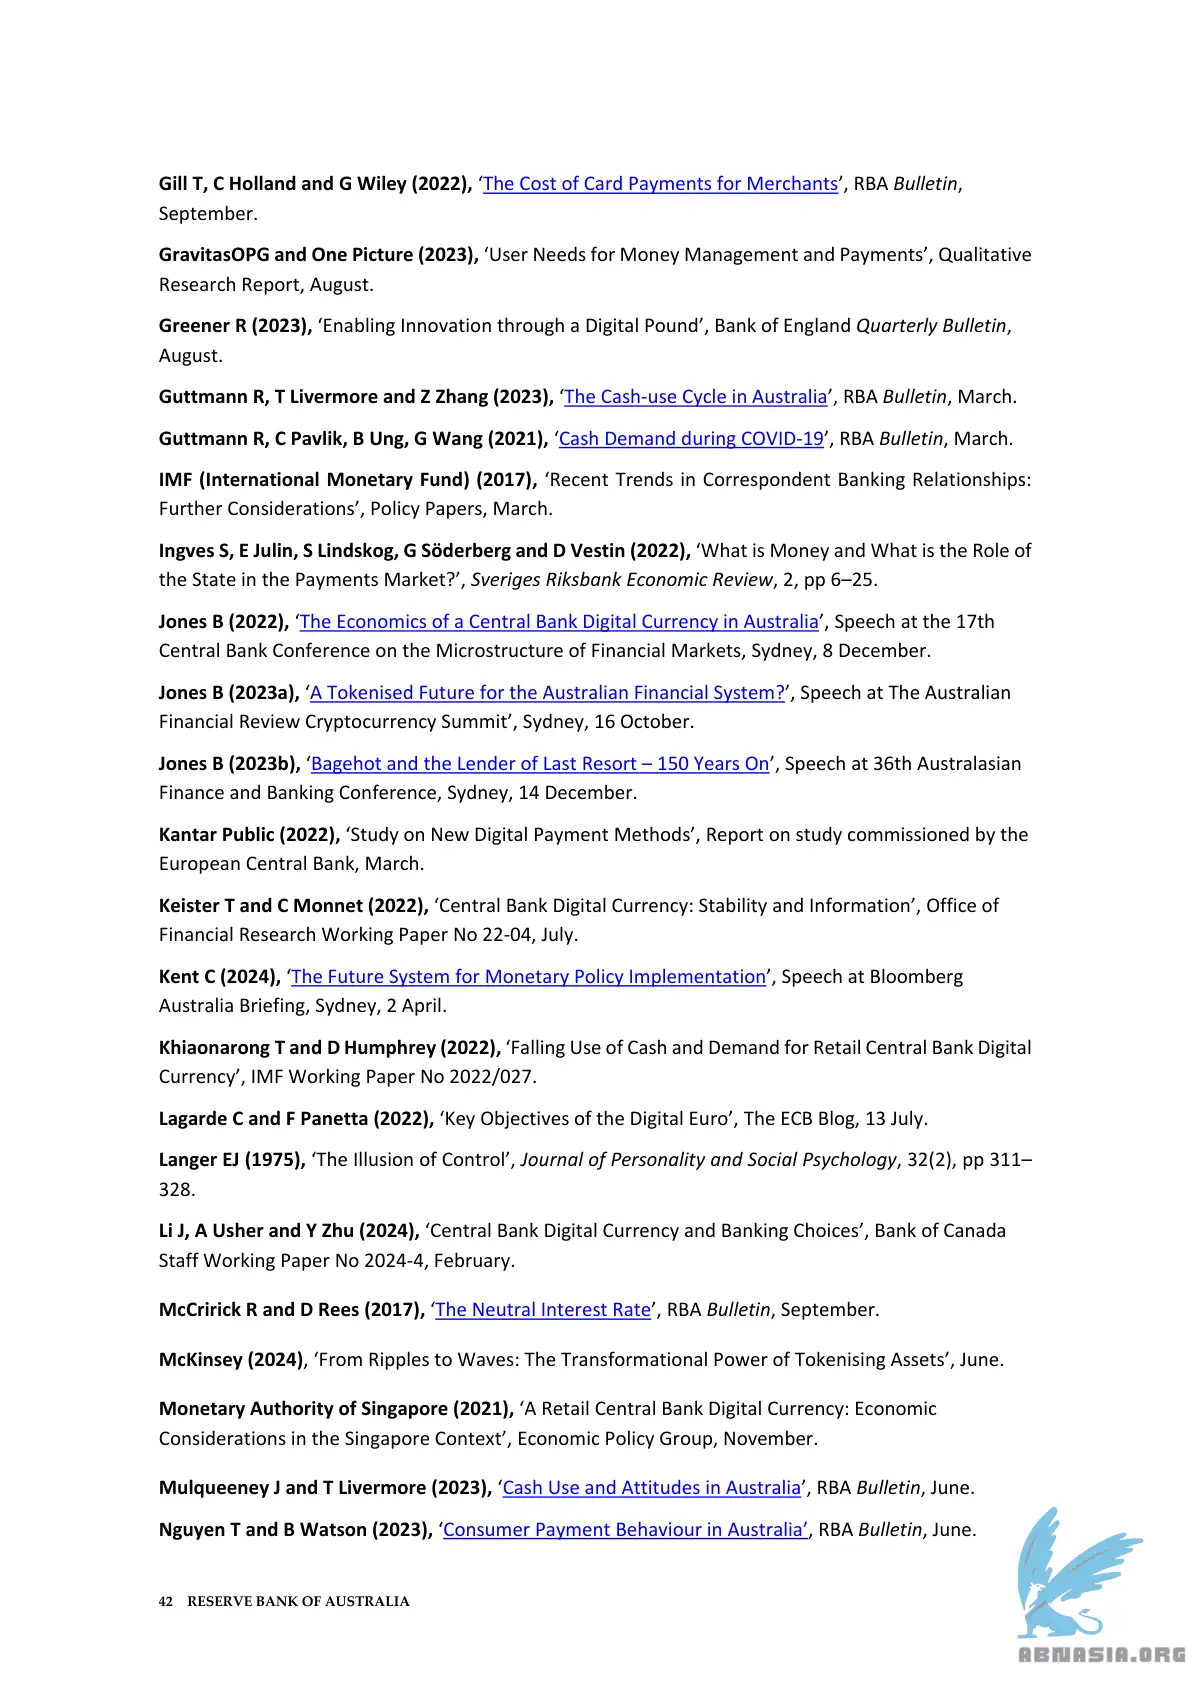 Gill T, C Holland and G Wiley (2022), ‘The Cost of Card Payments for Merchants’, RBA Bulletin,
September.
GravitasOPG and One Picture (2023), ‘User Needs for Money Management and Payments’, Qualitative
Research Report, August.
Greener R (2023), ‘Enabling Innovation through a Digital Pound’, Bank of England Quarterly Bulletin,
August.
Guttmann R, T Livermore and Z Zhang (2023), ‘The Cash-use Cycle in Australia’, RBA Bulletin, March.
Guttmann R, C Pavlik, B Ung, G Wang (2021), ‘Cash Demand during COVID-19’, RBA Bulletin, March.
IMF (International Monetary Fund) (2017), ‘Recent Trends in Correspondent Banking Relationships:
Further Considerations’, Policy Papers, March.
Ingves S, E Julin, S Lindskog, G Söderberg and D Vestin (2022), ‘What is Money and What is the Role of
the State in the Payments Market?’, Sveriges Riksbank Economic Review, 2, pp 6–25.
Jones B (2022), ‘The Economics of a Central Bank Digital Currency in Australia’, Speech at the 17th
Central Bank Conference on the Microstructure of Financial Markets, Sydney, 8 December.
Jones B (2023a), ‘A Tokenised Future for the Australian Financial System?’, Speech at The Australian
Financial Review Cryptocurrency Summit’, Sydney, 16 October.
Jones B (2023b), ‘Bagehot and the Lender of Last Resort – 150 Years On’, Speech at 36th Australasian
Finance and Banking Conference, Sydney, 14 December.
Kantar Public (2022), ‘Study on New Digital Payment Methods’, Report on study commissioned by the
European Central Bank, March.
Keister T and C Monnet (2022), ‘Central Bank Digital Currency: Stability and Information’, Office of
Financial Research Working Paper No 22-04, July.
Kent C (2024), ‘The Future System for Monetary Policy Implementation’, Speech at Bloomberg
Australia Briefing, Sydney, 2 April.
Khiaonarong T and D Humphrey (2022), ‘Falling Use of Cash and Demand for Retail Central Bank Digital
Currency’, IMF Working Paper No 2022/027.
Lagarde C and F Panetta (2022), ‘Key Objectives of the Digital Euro’, The ECB Blog, 13 July.
Langer EJ (1975), ‘The Illusion of Control’, Journal of Personality and Social Psychology, 32(2), pp 311–
328.
Li J, A Usher and Y Zhu (2024), ‘Central Bank Digital Currency and Banking Choices’, Bank of Canada
Staff Working Paper No 2024-4, February.
McCririck R and D Rees (2017), ‘The Neutral Interest Rate’, RBA Bulletin, September.
McKinsey (2024), ‘From Ripples to Waves: The Transformational Power of Tokenising Assets’, June.
Monetary Authority of Singapore (2021), ‘A Retail Central Bank Digital Currency: Economic
Considerations in the Singapore Context’, Economic Policy Group, November.
Mulqueeney J and T Livermore (2023), ‘Cash Use and Attitudes in Australia’, RBA Bulletin, June.
Nguyen T and B Watson (2023), ‘Consumer Payment Behaviour in Australia’, RBA Bulletin, June.
42 RESERVE BANK OF AUSTRALIA
ABNASIA.ORG